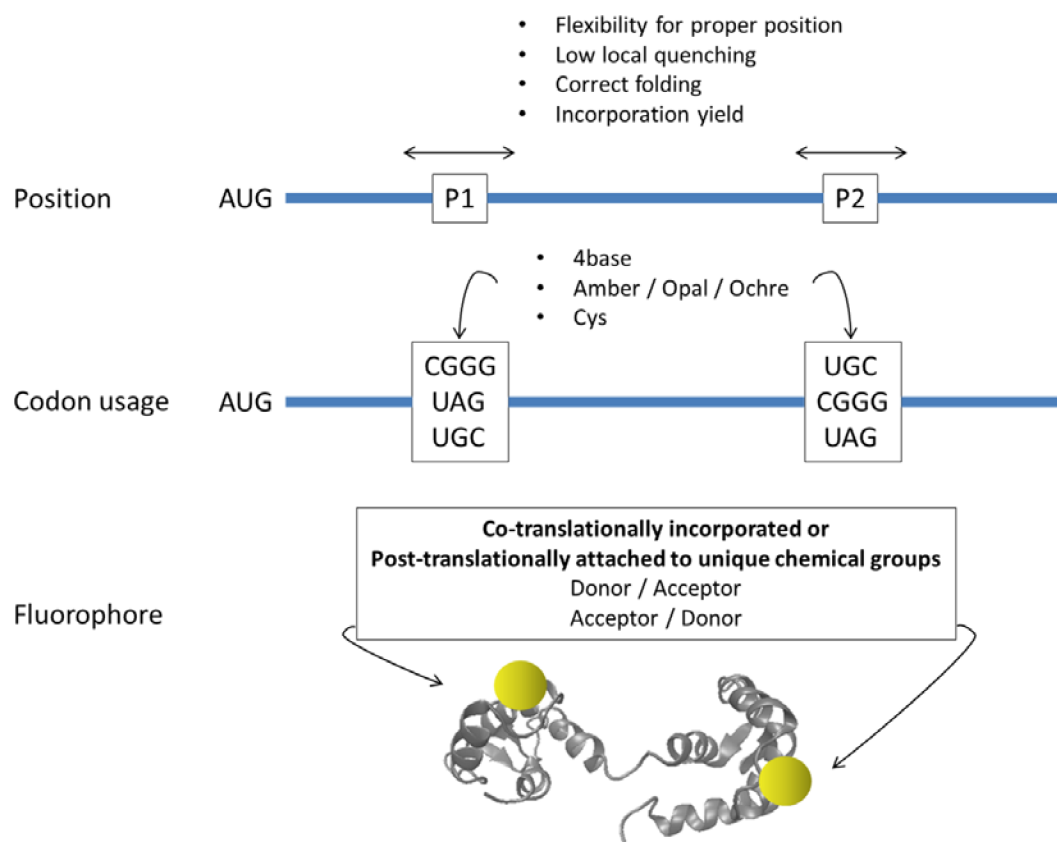 • Flexibility for proper position
• Low local quenching
• Correct folding
• Incorporation yield
Position AUG P1 P2
• 4base
• Amber / Opal / Ochre
• Cys
Codon usage AUG
CGGG
UAG
UGC
UGC
CGGG
UAG
Fluorophore
Co-translationally incorporated or
Post-translationally attached to unique chemical groups
Donor / Acceptor
Acceptor / Donor